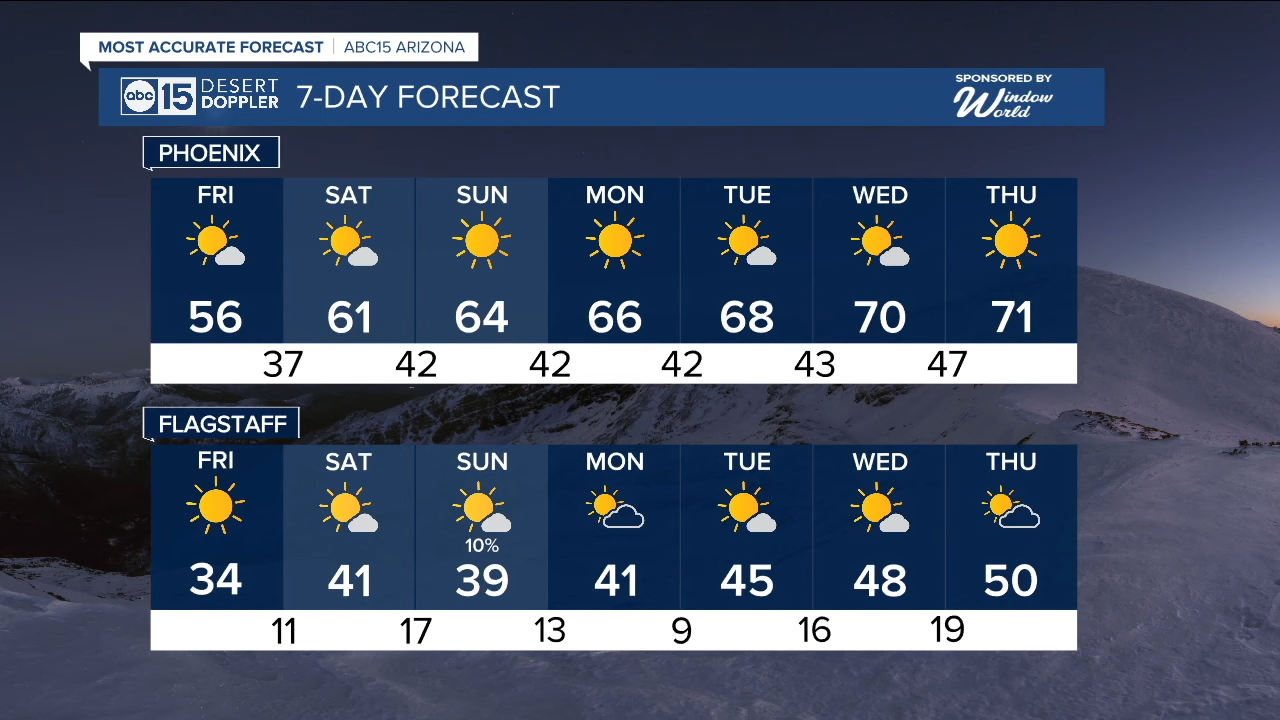 MOST ACCURATE FORECAST | ABC15 ARIZONA
abc 15 DESERT DOPPLER 7-DAY FORECAST
SPONSORED BY
Window World
PHOENIX
FRI SAT SUN MON TUE WED THU
56 61 64 66 68 70 71
37 42 42 42 43 47
FLAGSTAFF
FRI SAT SUN MON TUE WED THU
10%
34 41 39 41 45 48 50
11 17 13 9 16 19